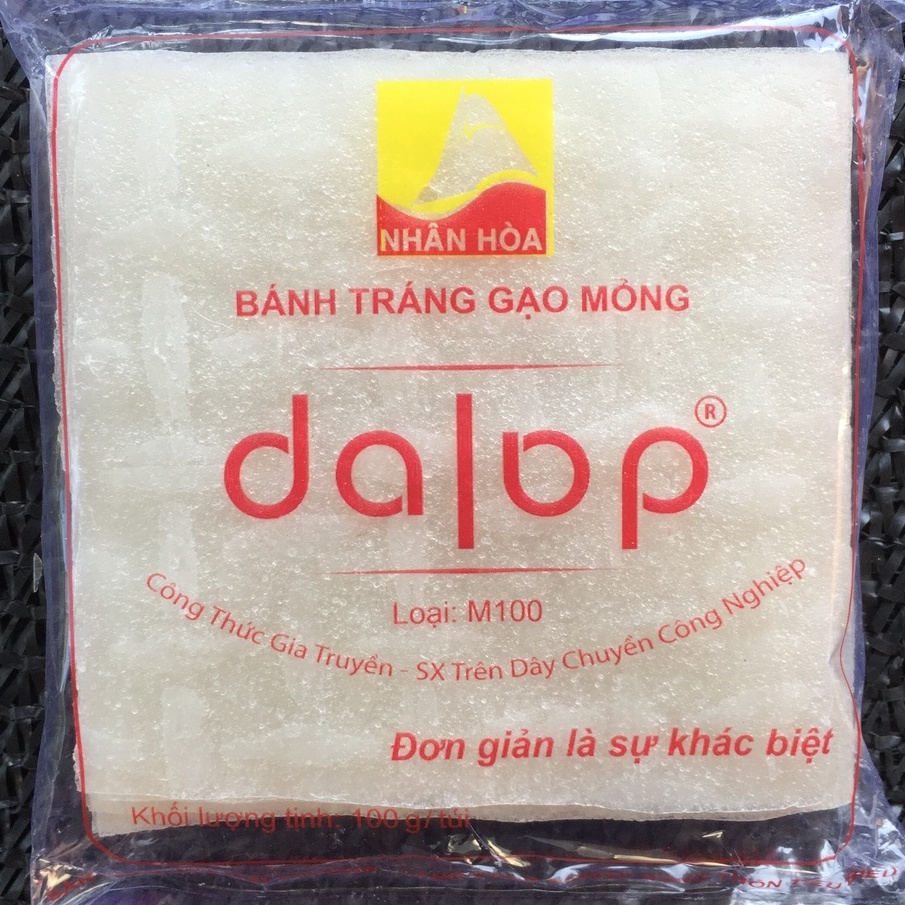 NHÂN HÒA
BÁNH TRÁNG GẠO MỎNG
dalop®
Loại: M100
Công Thức Gia Truyền - SX Trên Dây Chuyền Công Nghiệp
Đơn giản là sự khác biệt
Khối lượng tịnh: 100 g/túi